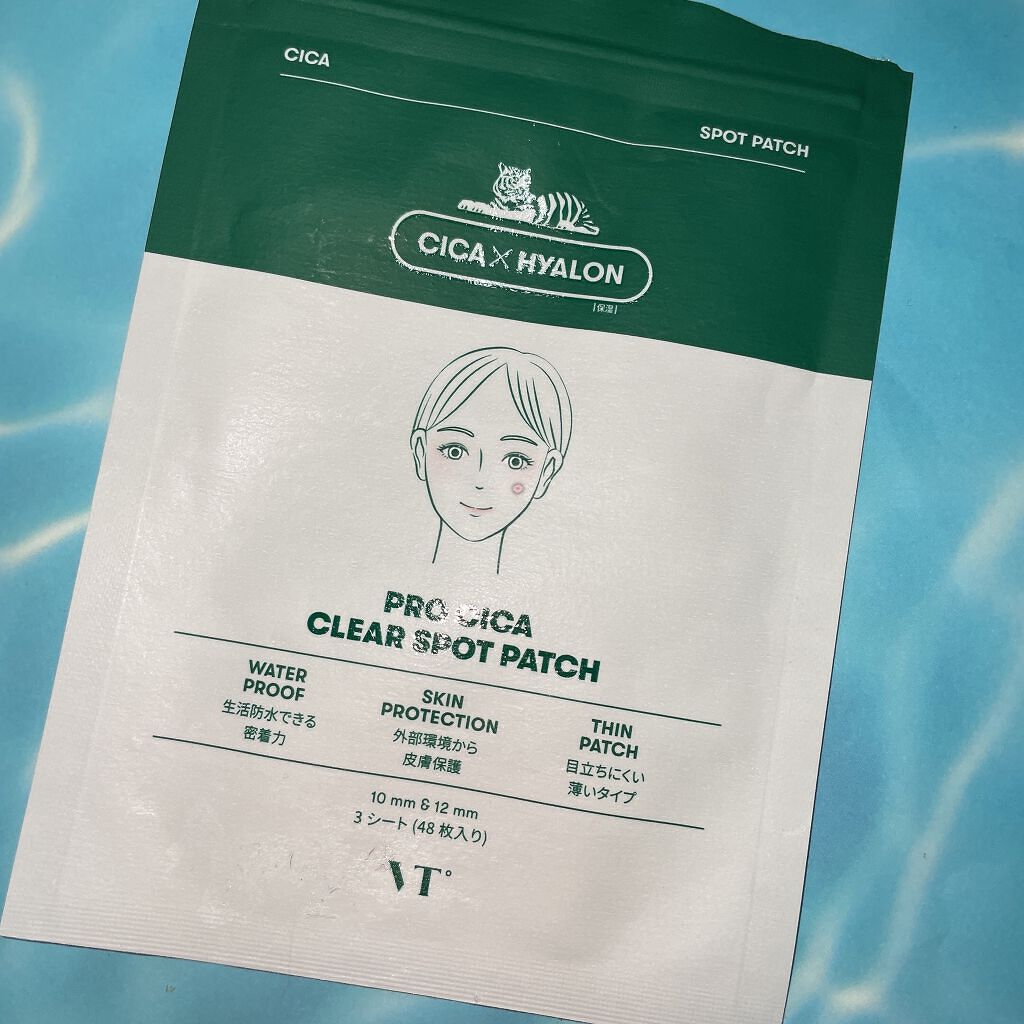 CICA
SPOT PATCH
CICA×HYALON
[保湿]
PRO CICA
CLEAR SPOT PATCH
WATER
PROOF
生活防水できる
密着力
SKIN
PROTECTION
外部環境から
皮膚保護
THIN
PATCH
目立ちにくい
薄いタイプ
10 mm & 12 mm
3 シート (48 枚入り)
VT°